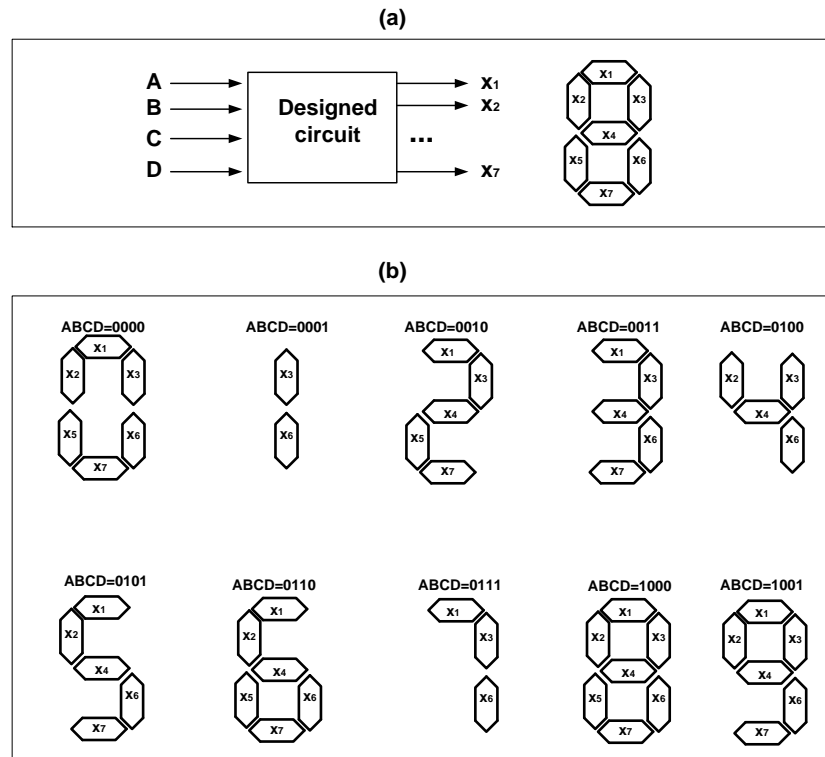 (a)
A
B
C
D
Designed
circuit
...
x1
x2
x7
x1
x2 x3
x4
x5 x6
x7
(b)
ABCD=0000 ABCD=0001 ABCD=0010 ABCD=0011 ABCD=0100
x1 x1 x1
x2 x3 x3 x3 x3 x2 x3
x4 x4 x4
x5 x6 x6 x5 x6 x6
x7 x7 x7
ABCD=0101 ABCD=0110 ABCD=0111 ABCD=1000 ABCD=1001
x1 x1 x1 x1 x1
x2 x2 x3 x2 x3 x2 x3
x4 x4 x4 x4
x6 x5 x6 x6 x5 x6 x6
x7 x7 x7 x7